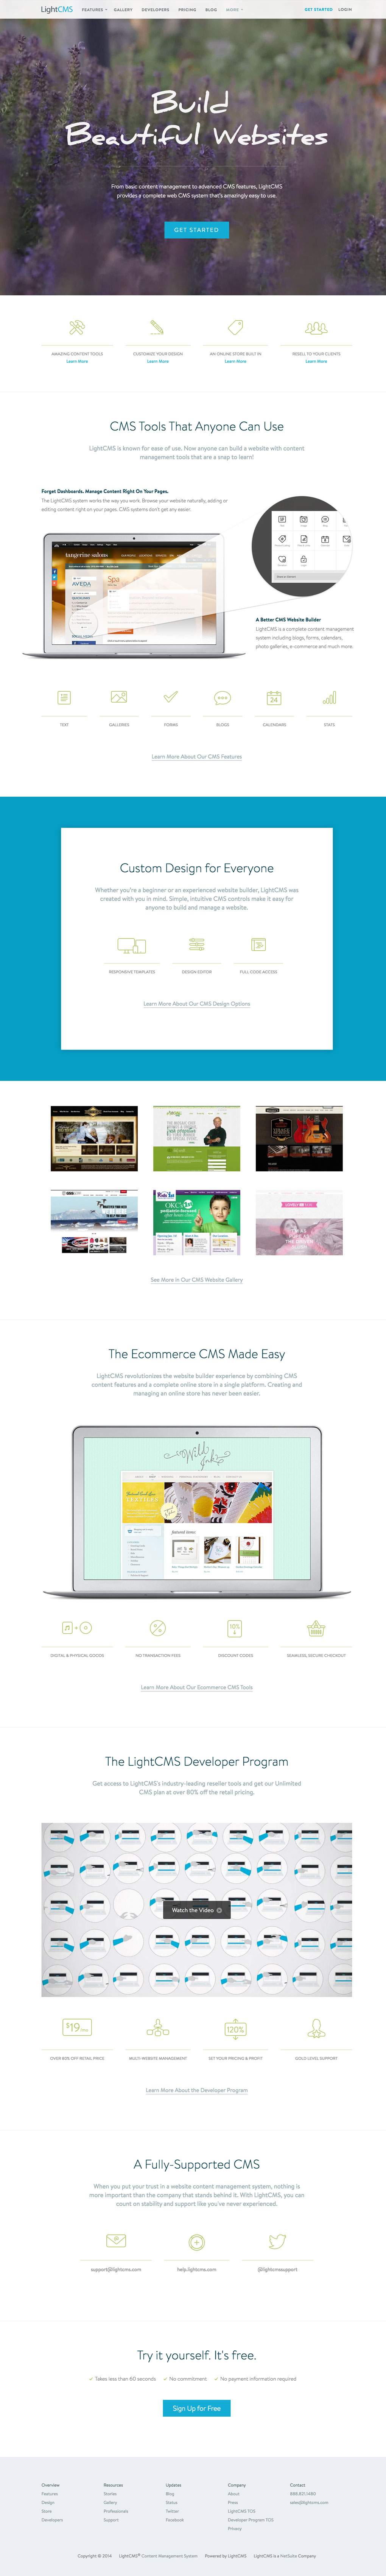 LightCMS FEATURES GALLERY DEVELOPERS PRICING BLOG MORE GET STARTED LOGIN
Build
Beautiful Websites
From basic content management to advanced CMS features, LightCMS
provides a complete web CMS system that's amazingly easy to use.
GET STARTED
AMAZING CONTENT TOOLS CUSTOMIZE YOUR DESIGN AN ONLINE STORE BUILT IN RESELL TO YOUR CLIENTS
Learn More Learn More Learn More Learn More
CMS Tools That Anyone Can Use
LightCMS is known for ease of use. Now anyone can build a website with content
management tools that are a snap to learn!
Forget Dashboards. Manage Content Right On Your Pages.
The LightCMS system works the way you want. Browse your website naturally, adding or
editing content right on your pages. CMS systems don't get any easier.
tangerine salons
Spa
AVEDA
A Better CMS Website Builder
LightCMS is a complete content management
system including blogs, forms, calendars,
photo galleries, e-commerce and much more.
24
TEXT GALLERIES FORMS BLOGS CALENDARS STATS
Learn More About Our CMS Features
Custom Design for Everyone
Whether you're a beginner or an experienced website builder, LightCMS was
created with you in mind. Simple, intuitive CMS controls make it easy for
anyone to build and manage a website.
RESPONSIVE TEMPLATES DESIGN EDITOR FULL CODE ACCESS
Learn More About Our CMS Design Options
See More in Our CMS Website Gallery
The Ecommerce CMS Made Easy
LightCMS revolutionizes the website builder experience by combining CMS
content features and a complete online store in a single platform. Creating and
managing an online store has never been easier.
featured items:
10%
DIGITAL & PHYSICAL GOODS NO TRANSACTION FEES DISCOUNT CODES SEAMLESS, SECURE CHECKOUT
Learn More About Our Ecommerce CMS Tools
The LightCMS Developer Program
Get access to LightCMS's industry-leading reseller tools and get our Unlimited
CMS plan at over 80% off the retail pricing.
Watch the Video
$19/mo 120%
OVER 80% OFF RETAIL PRICE MULTI-WEBSITE MANAGEMENT SET YOUR PRICING & PROFIT GOLD LEVEL SUPPORT
Learn More About the Developer Program
A Fully-Supported CMS
When you put your trust in a website content management system, nothing is
more important than the company that stands behind it. With LightCMS, you can
count on stability and support like you've never experienced.
support@lightcms.com help.lightcms.com @lightcmssupport
Try it yourself. It's free.
✓ Takes less than 60 seconds ✓ No commitment ✓ No payment information required
Sign Up for Free
Overview Resources Updates Company Contact
Features Stories Blog About 888.831.1480
Design Gallery Status Press sales@lightcms.com
Store Professionals Twitter LightCMS TOS
Developers Support Facebook Developer Program TOS
Privacy
Copyright © 2014 LightCMS® Content Management System Powered by LightCMS LightCMS is a NetSuite Company